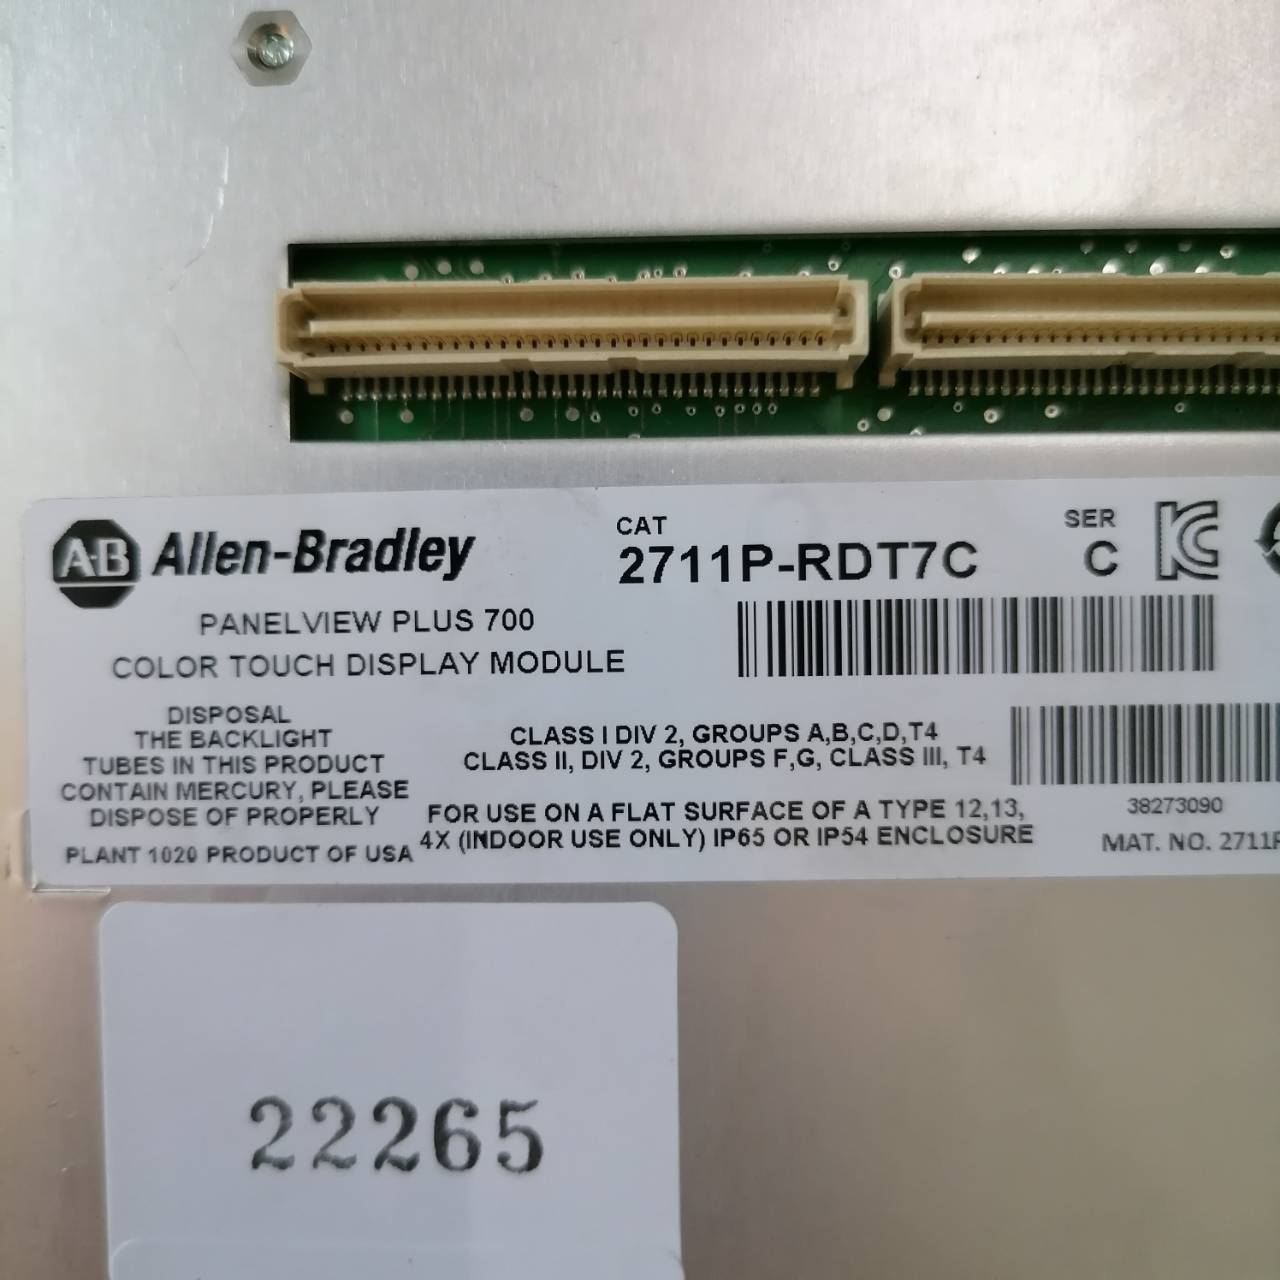 A-B Allen-Bradley
CAT
2711P-RDT7C
SER
C
PANELVIEW PLUS 700
COLOR TOUCH DISPLAY MODULE
DISPOSAL
THE BACKLIGHT
TUBES IN THIS PRODUCT
CONTAIN MERCURY, PLEASE
DISPOSE OF PROPERLY
PLANT 1020 PRODUCT OF USA
CLASS I DIV 2, GROUPS A,B,C,D,T4
CLASS II, DIV 2, GROUPS F,G, CLASS III, T4
FOR USE ON A FLAT SURFACE OF A TYPE 12,13,
4X (INDOOR USE ONLY) IP65 OR IP54 ENCLOSURE
38273090
MAT. NO. 2711P
22265